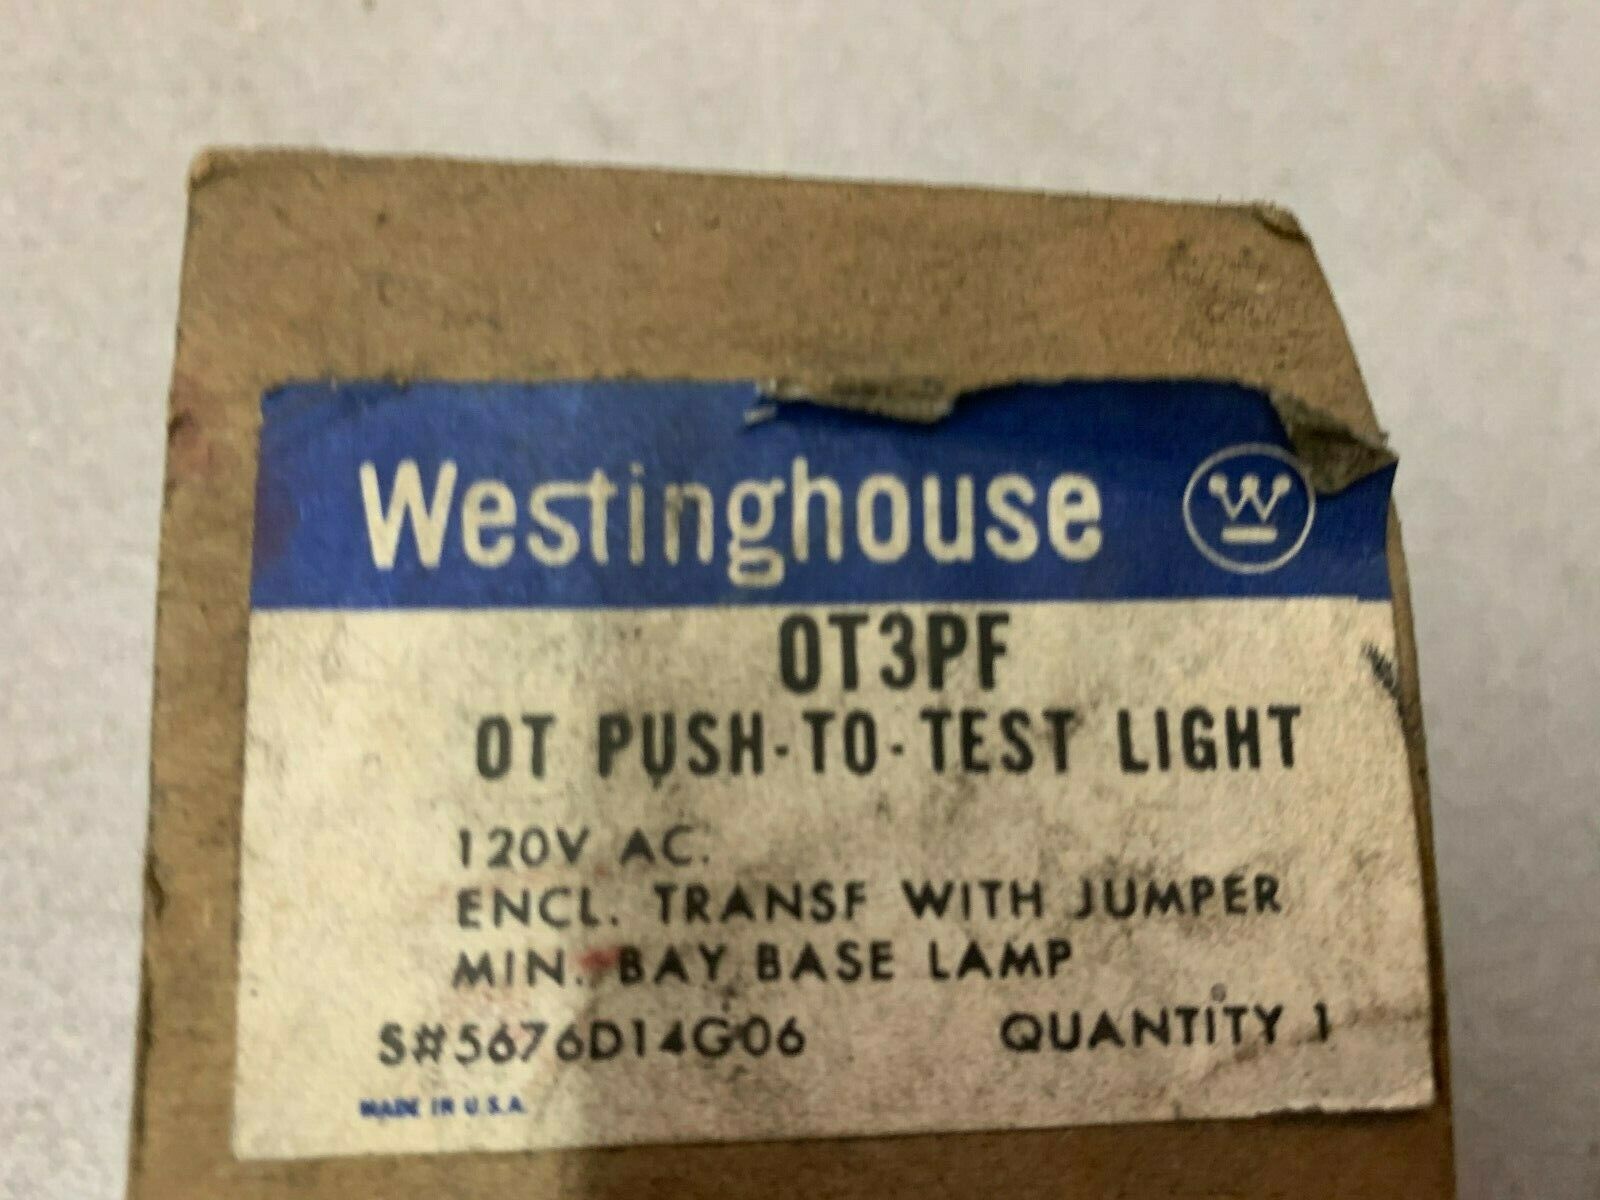 Westinghouse W
OT3PF
OT PUSH-TO-TEST LIGHT
120V AC.
ENCL. TRANSF WITH JUMPER
MIN. BAY BASE LAMP
S#5676D14G06 QUANTITY 1
MADE IN U.S.A.